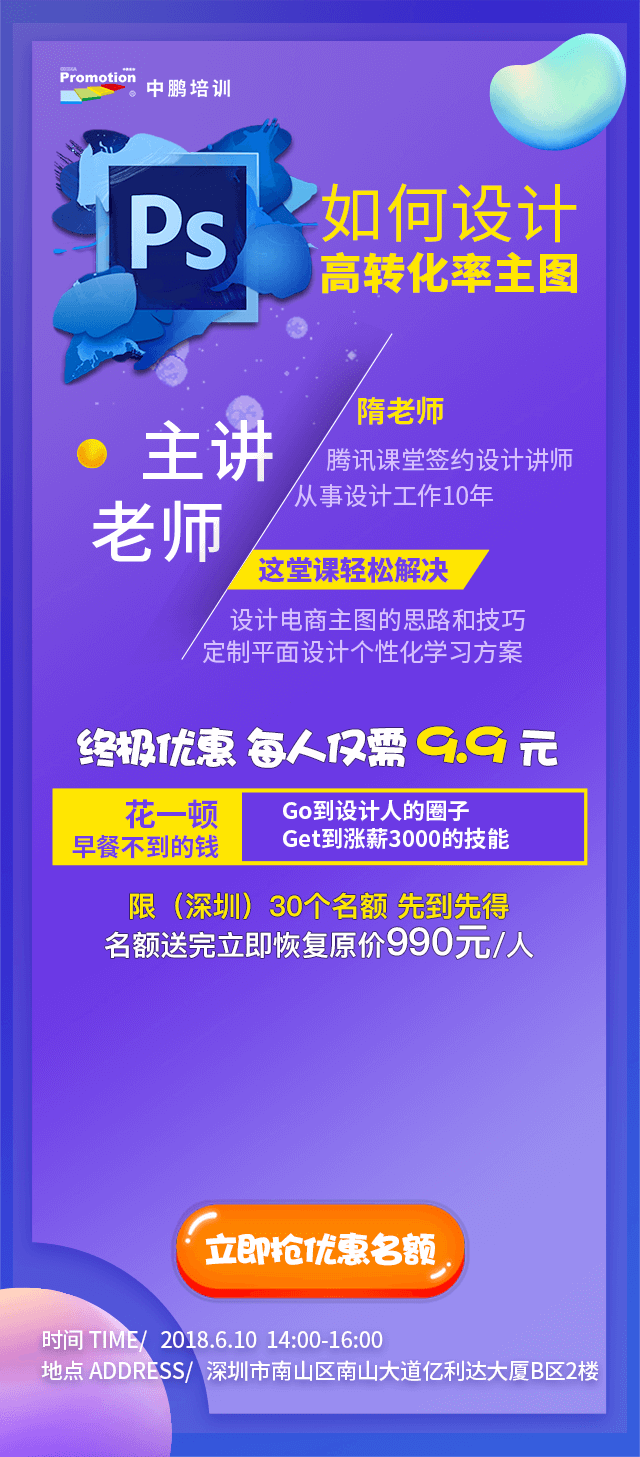 Promotion
中鹏培训
Ps
如何设计
高转化率主图
主讲
老师
隋老师
腾讯课堂签约设计讲师
从事设计工作10年
这堂课轻松解决
设计电商主图的思路和技巧
定制平面设计个性化学习方案
终极优惠 每人仅需 9.9 元
花一顿
早餐不到的钱
Go到设计人的圈子
Get到涨薪3000的技能
限（深圳）30个名额 先到先得
名额送完立即恢复原价990元/人
立即抢优惠名额
时间 TIME/ 2018.6.10 14:00-16:00
地点 ADDRESS/ 深圳市南山区南山大道亿利达大厦B区2楼